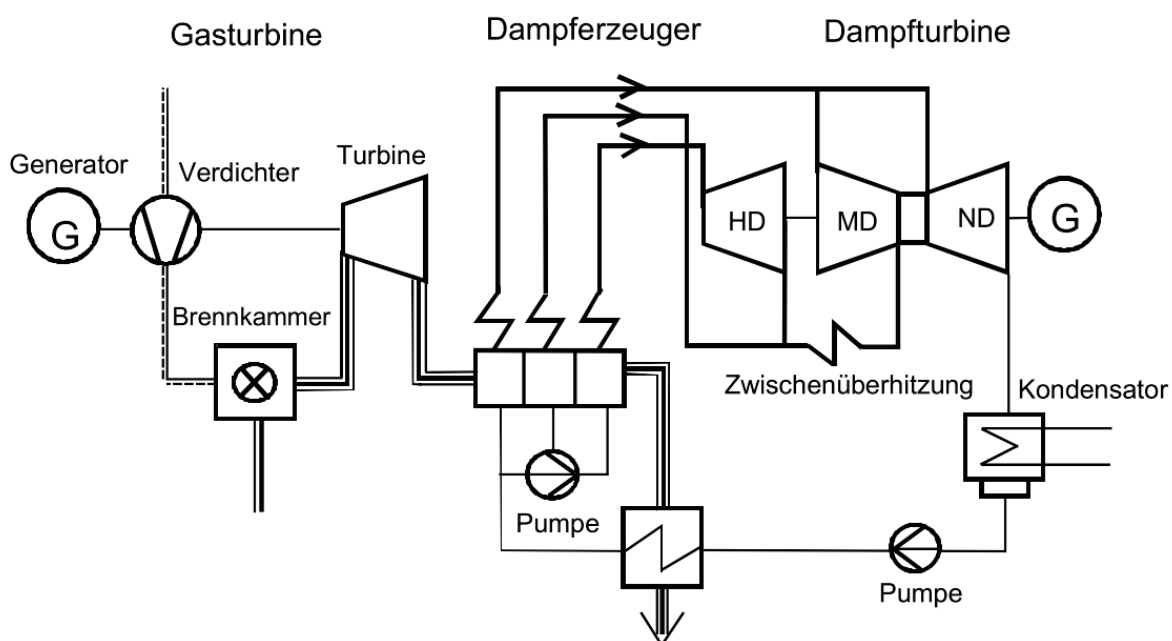 Gasturbine
Dampferzeuger
Dampfturbine
Generator
Verdichter
Turbine
G
HD
MD
ND
G
Brennkammer
Zwischenüberhitzung
Kondensator
Pumpe
Pumpe